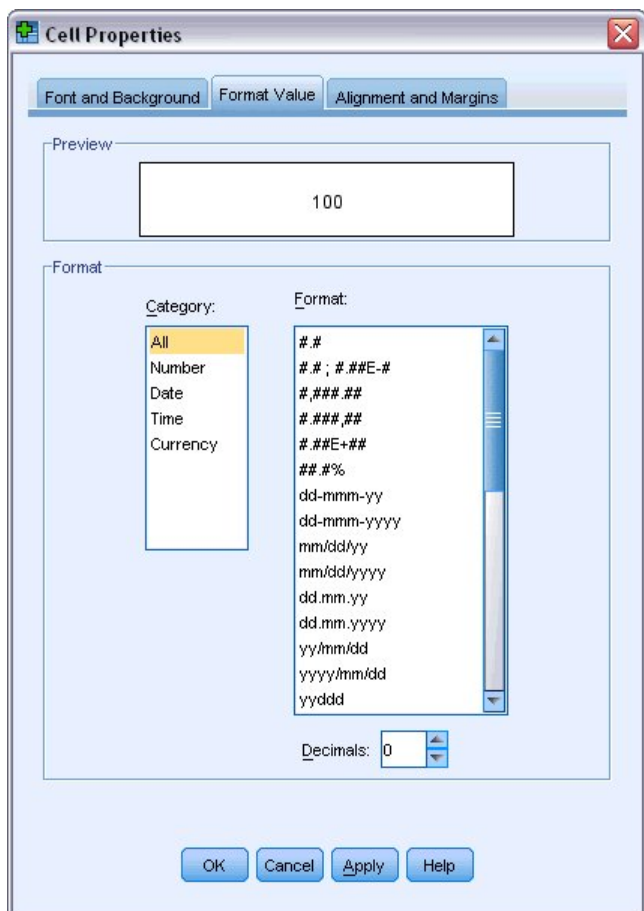 Cell Properties
Font and Background
Format Value
Alignment and Margins
Preview
100
Format
Category:
All
Number
Date
Time
Currency
Format:
#.#
#.# ; #.##E-#
#,###.##
#.###,##
#.##E+##
##.#%
dd-mmm-yy
dd-mmm-yyyy
mm/dd/yy
mm/dd/yyyy
dd.mm.yy
dd.mm.yyyy
yy/mm/dd
yyyy/mm/dd
yyddd
Decimals: 0
OK
Cancel
Apply
Help